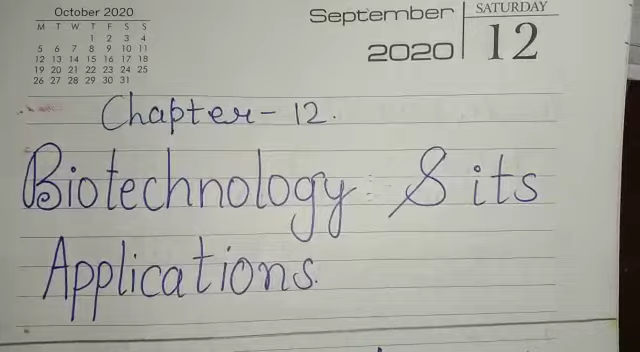 October 2020
M T W T F S S
1 2 3 4
5 6 7 8 9 10 11
12 13 14 15 16 17 18
19 20 21 22 23 24 25
26 27 28 29 30 31
September
2020
SATURDAY
12
Chapter - 12.
Biotechnology : & its
Applications.